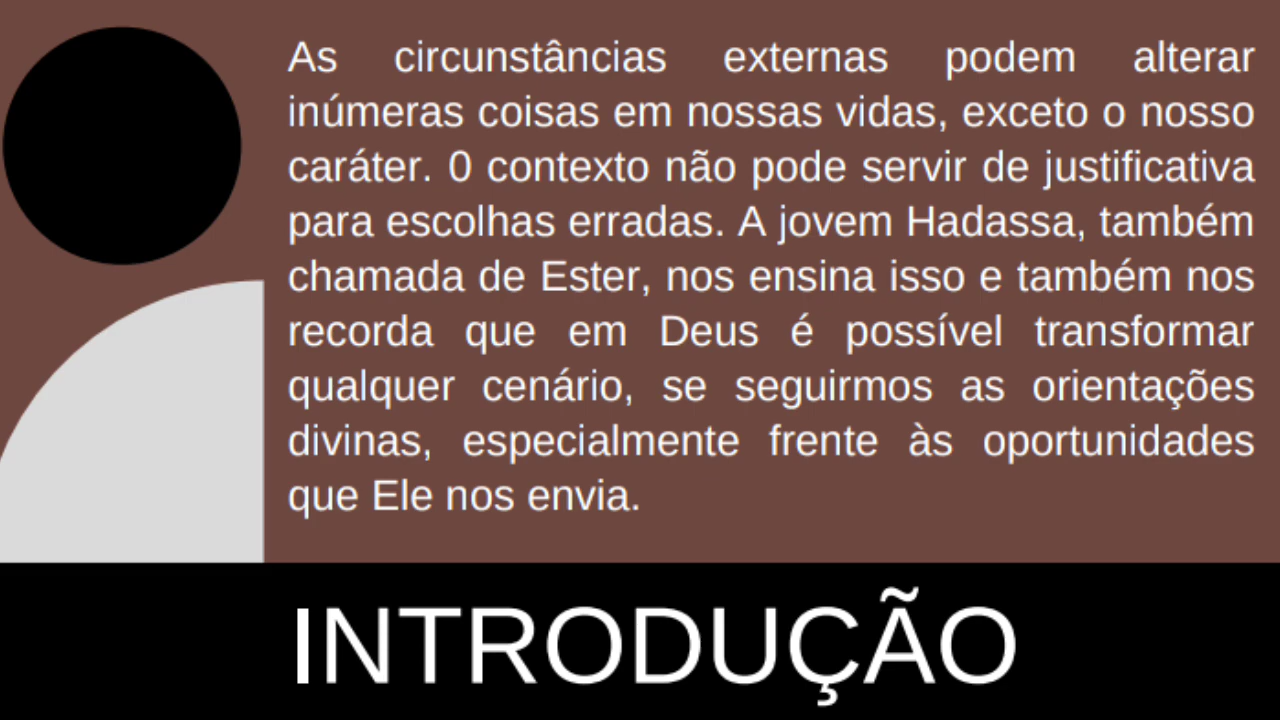 As circunstâncias externas podem alterar
inúmeras coisas em nossas vidas, exceto o nosso
caráter. 0 contexto não pode servir de justificativa
para escolhas erradas. A jovem Hadassa, também
chamada de Ester, nos ensina isso e também nos
recorda que em Deus é possível transformar
qualquer cenário, se seguirmos as orientações
divinas, especialmente frente às oportunidades
que Ele nos envia.
INTRODUÇÃO